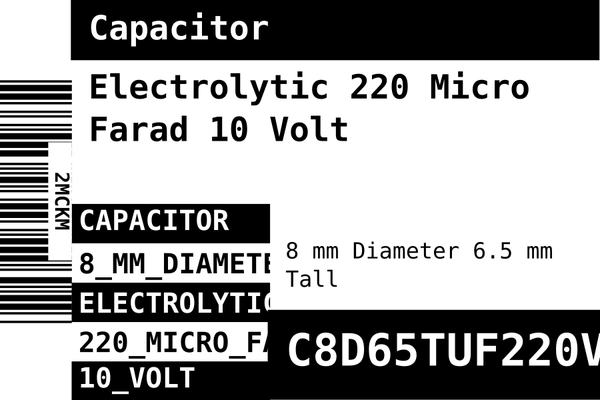 Capacitor
Electrolytic 220 Micro
Farad 10 Volt
2MCKM
CAPACITOR
8_MM_DIAMETE
ELECTROLYTIC
220_MICRO_FA
10_VOLT
8 mm Diameter 6.5 mm
Tall
C8D65TUF220V